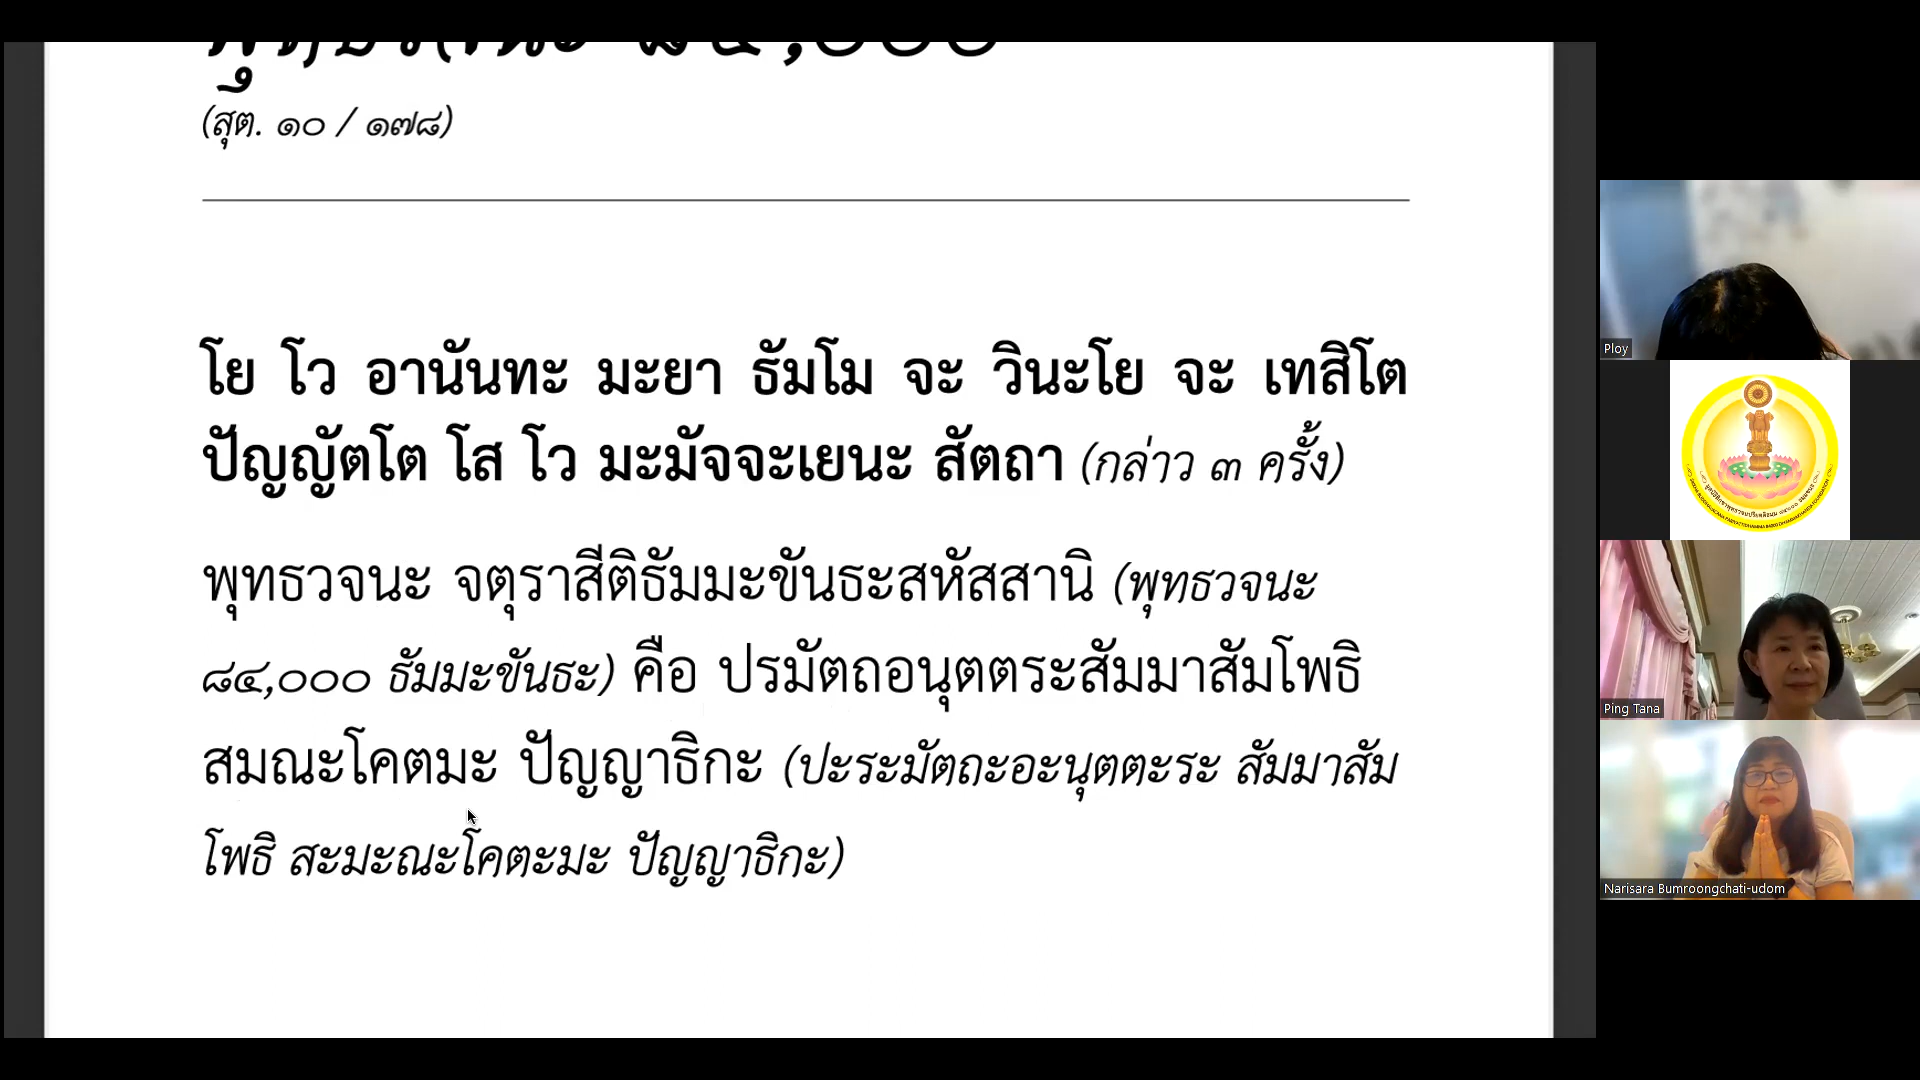 (สุต. ๑๐ / ๑๗๘)
โย โว อานันทะ มะยา ธัมโม จะ วินะโย จะ เทสิโต
ปัญญัตโต โส โว มะมัจจะเยนะ สัตถา (กล่าว ๓ ครั้ง)
พุทธวจนะ จตุราสีติธัมมะขันธะสหัสสานิ (พุทธวจนะ
๘๔,๐๐๐ ธัมมะขันธะ) คือ ปรมัตถอนุตตระสัมมาสัมโพธิ
สมณะโคตมะ ปัญญาธิกะ (ปะระมัตถะอะนุตตะระ สัมมาสัม
โพธิ สะมะณะโคตะมะ ปัญญาธิกะ)
Ploy
Ping Tana
Narisara Bumroongchati-udom